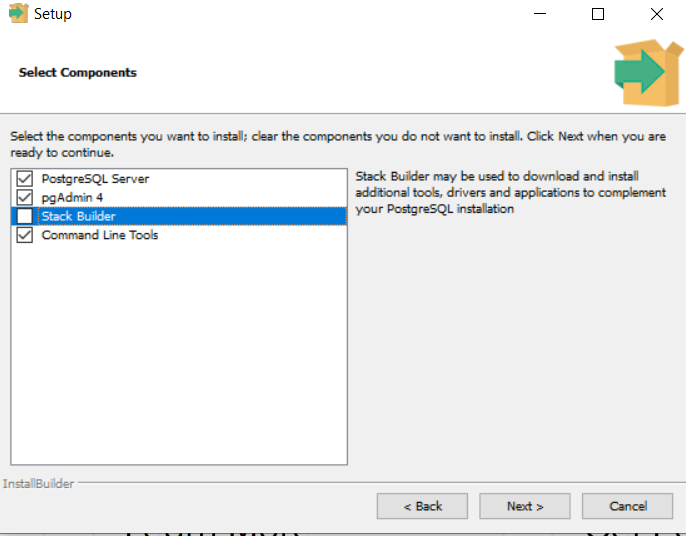 Setup
Select Components
Select the components you want to install; clear the components you do not want to install. Click Next when you are
ready to continue.
PostgreSQL Server
pgAdmin 4
Stack Builder
Command Line Tools
Stack Builder may be used to download and install
additional tools, drivers and applications to complement
your PostgreSQL installation
InstallBuilder
< Back
Next >
Cancel